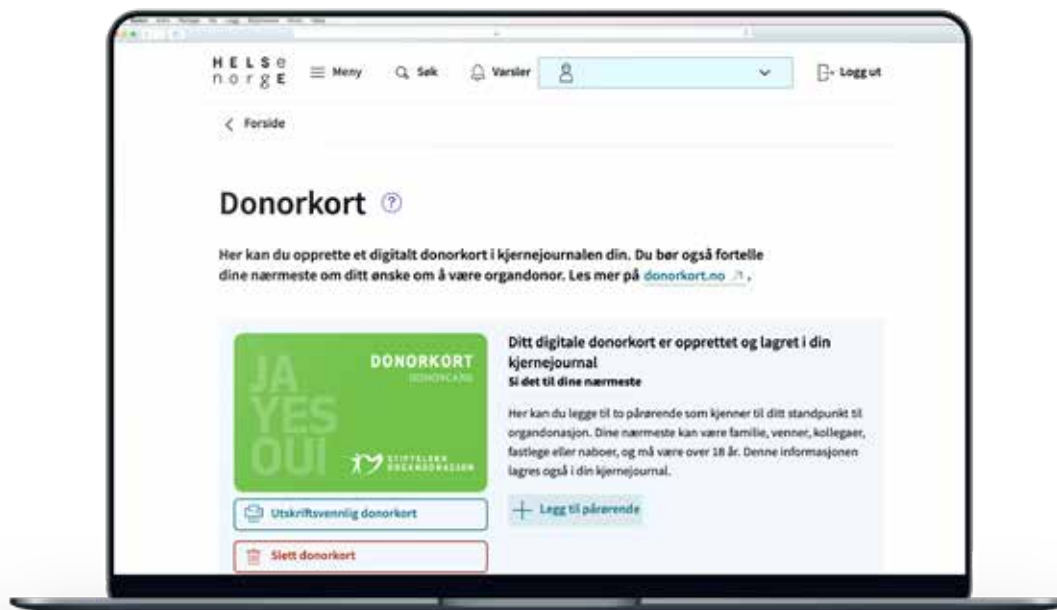 HELSe
norgE
Meny
Søk
Varsler
Logg ut
Forside
Donorkort ?
Her kan du opprette et digitalt donorkort i kjernejournalen din. Du bør også fortelle
dine nærmeste om ditt ønske om å være organdonor. Les mer på donorkort.no .
JA
YES
OUI
DONORKORT
DONORCARD
STIFTELSEN
ORGANDONASJON
Ditt digitale donorkort er opprettet og lagret i din
kjernejournal
Si det til dine nærmeste
Her kan du legge til to pårørende som kjenner til ditt standpunkt til
organdonasjon. Dine nærmeste kan være familie, venner, kollegaer,
fastlege eller naboer, og må være over 18 år. Denne informasjonen
lagres også i din kjernejournal.
Legg til pårørende
Utskriftsvennlig donorkort
Slett donorkort